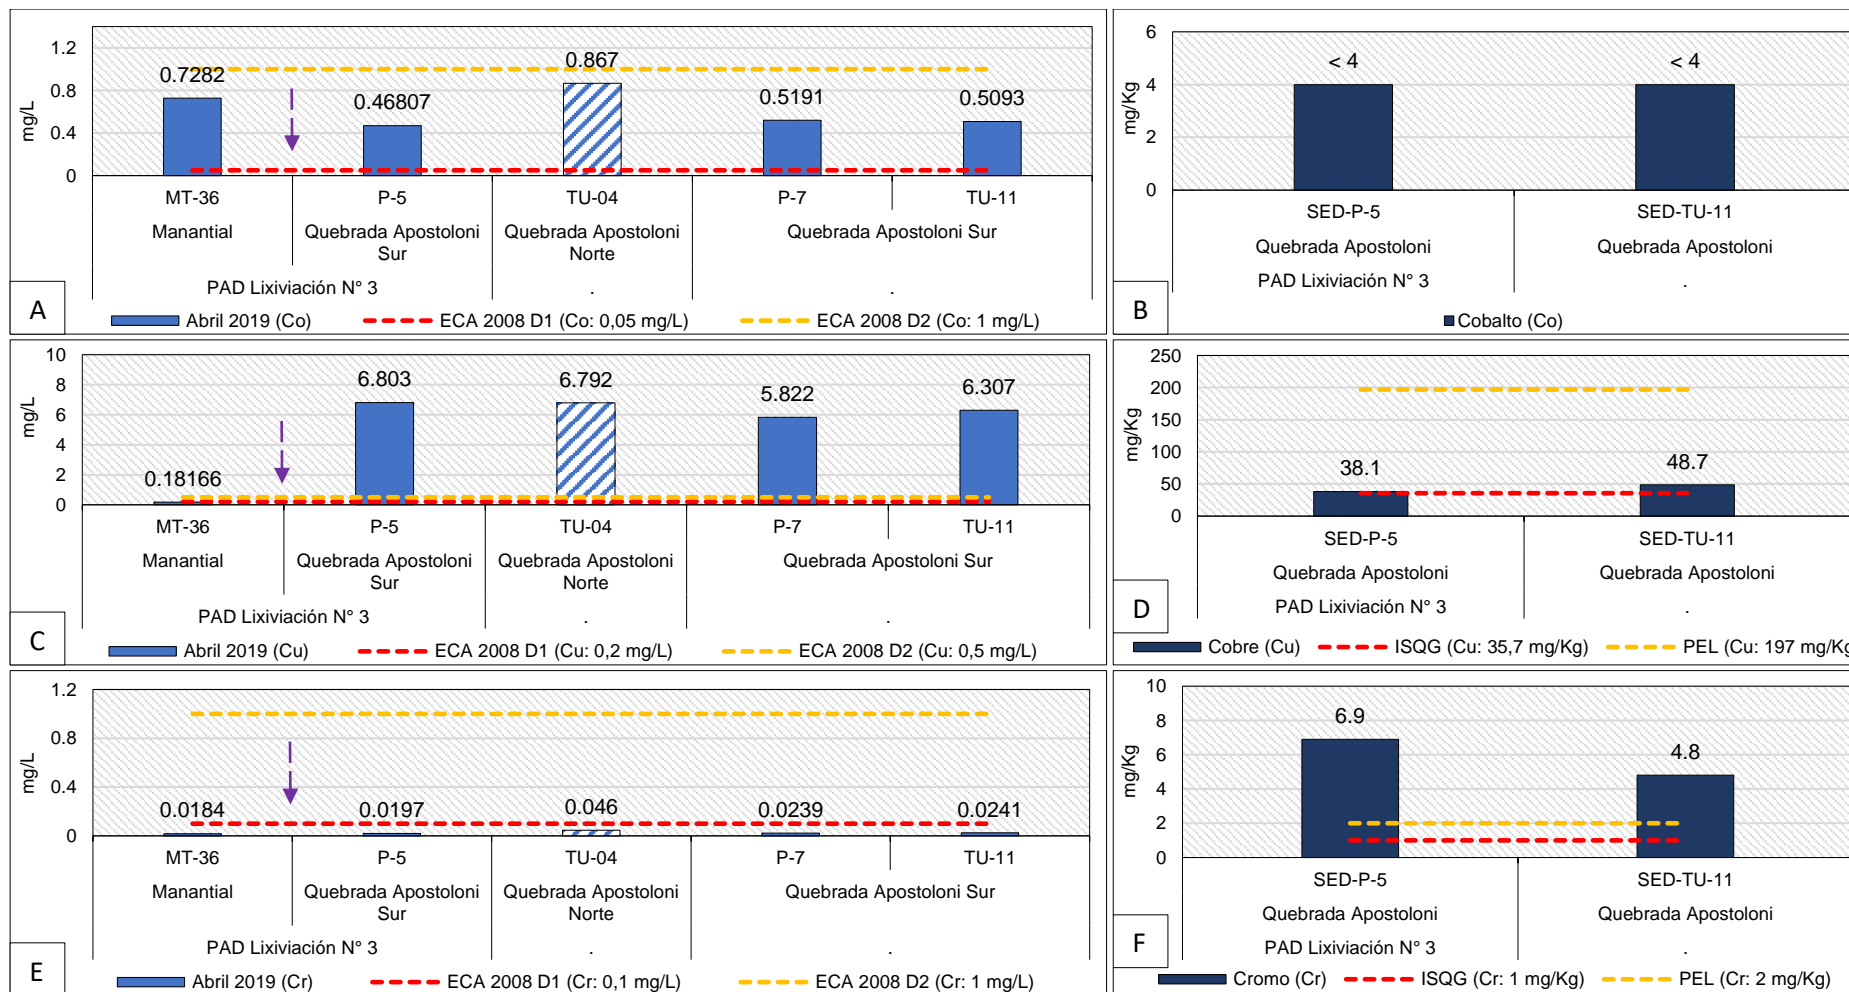 1.2
0.8
0.4
0
mg/L
0.7282
0.46807
0.867
0.5191
0.5093
MT-36 P-5 TU-04 P-7 TU-11
Manantial Quebrada Apostoloni Sur Quebrada Apostoloni Norte Quebrada Apostoloni Sur
PAD Lixiviación N° 3 . .
A
Abril 2019 (Co) ECA 2008 D1 (Co: 0,05 mg/L) ECA 2008 D2 (Co: 1 mg/L)
6
4
2
0
mg/Kg
< 4 < 4
SED-P-5 SED-TU-11
Quebrada Apostoloni Quebrada Apostoloni
PAD Lixiviación N° 3 .
B
Cobalto (Co)
10
8
6
4
2
0
mg/L
0.18166
6.803
6.792
5.822
6.307
MT-36 P-5 TU-04 P-7 TU-11
Manantial Quebrada Apostoloni Sur Quebrada Apostoloni Norte Quebrada Apostoloni Sur
PAD Lixiviación N° 3 . .
C
Abril 2019 (Cu) ECA 2008 D1 (Cu: 0,2 mg/L) ECA 2008 D2 (Cu: 0,5 mg/L)
250
200
150
100
50
0
mg/Kg
38.1 48.7
SED-P-5 SED-TU-11
Quebrada Apostoloni Quebrada Apostoloni
PAD Lixiviación N° 3 .
D
Cobre (Cu) ISQG (Cu: 35,7 mg/Kg) PEL (Cu: 197 mg/Kg
1.2
0.8
0.4
0
mg/L
0.0184
0.0197
0.046
0.0239
0.0241
MT-36 P-5 TU-04 P-7 TU-11
Manantial Quebrada Apostoloni Sur Quebrada Apostoloni Norte Quebrada Apostoloni Sur
PAD Lixiviación N° 3 . .
E
Abril 2019 (Cr) ECA 2008 D1 (Cr: 0,1 mg/L) ECA 2008 D2 (Cr: 1 mg/L)
10
8
6
4
2
0
mg/Kg
6.9 4.8
SED-P-5 SED-TU-11
Quebrada Apostoloni Quebrada Apostoloni
PAD Lixiviación N° 3 .
F
Cromo (Cr) ISQG (Cr: 1 mg/Kg) PEL (Cr: 2 mg/Kg)